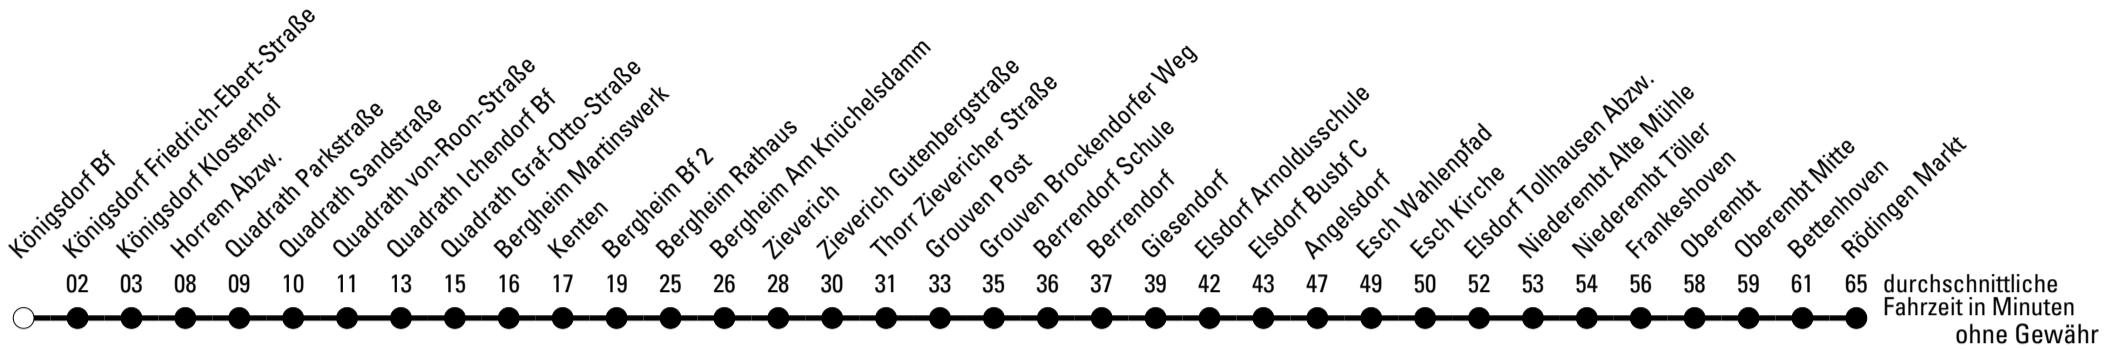 Königsdorf Bf
Königsdorf Friedrich-Ebert-Straße
Königsdorf Klosterhof
Horrem Abzw.
Quadrath Parkstraße
Quadrath Sandstraße
Quadrath von-Roon-Straße
Quadrath Ichendorf Bf
Quadrath Graf-Otto-Straße
Bergheim Martinswerk
Kenten
Bergheim Bf 2
Bergheim Rathaus
Bergheim Am Knüchelsdamm
Zieverich
Zieverich Gutenbergstraße
Thorr Zievericher Straße
Grouven Post
Grouven Brockendorfer Weg
Berrendorf Schule
Berrendorf
Giesendorf
Elsdorf Arnoldusschule
Elsdorf Busbf C
Angelsdorf
Esch Wahlenpfad
Esch Kirche
Elsdorf Tollhausen Abzw.
Niederembt Alte Mühle
Niederembt Töller
Frankeshoven
Oberembt
Oberembt Mitte
Bettenhoven
Rödingen Markt
02 03 08 09 10 11 13 15 16 17 19 25 26 28 30 31 33 35 36 37 39 42 43 47 49 50 52 53 54 56 58 59 61 65 durchschnittliche
Fahrzeit in Minuten
ohne Gewähr